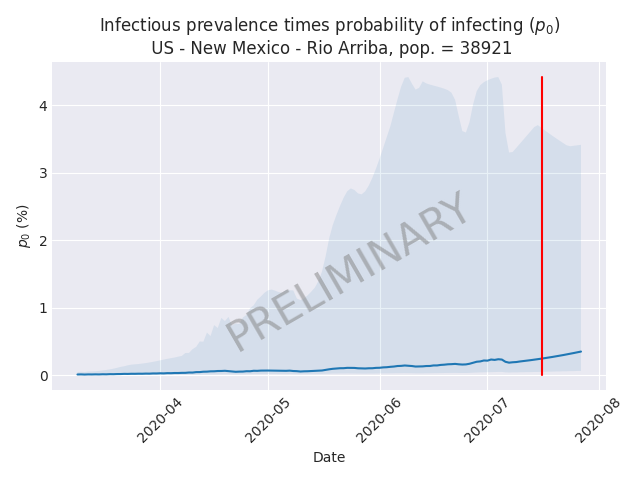 Infectious prevalence times probability of infecting (p₀)
US - New Mexico - Rio Arriba, pop. = 38921
4
3
2
1
0
p₀ (%)
PRELIMINARY
2020-04
2020-05
2020-06
2020-07
2020-08
Date